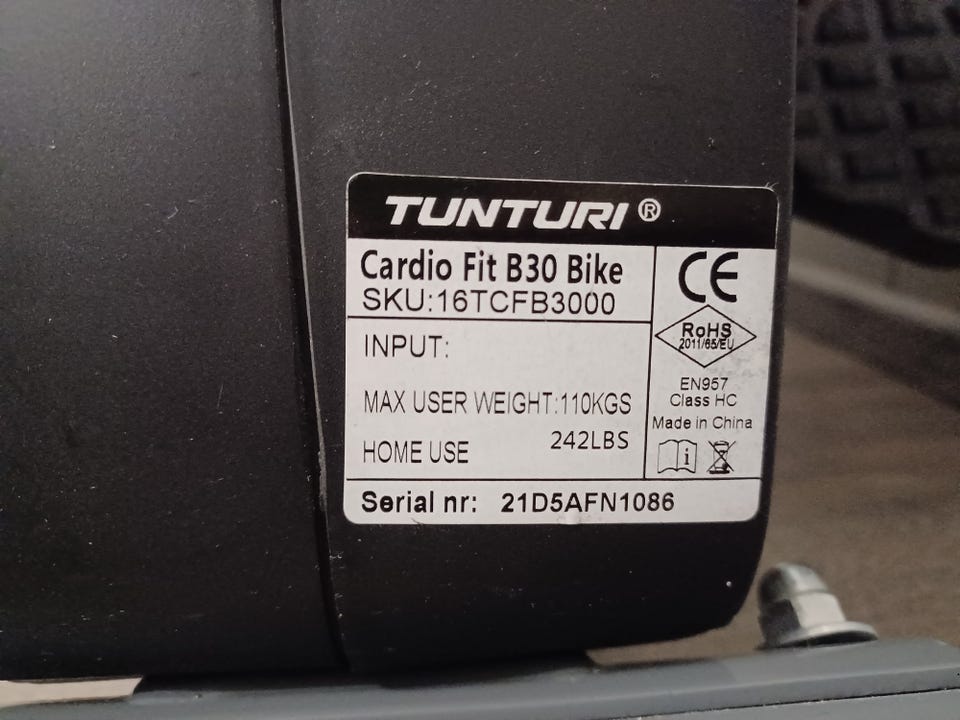 TUNTURI®
Cardio Fit B30 Bike
SKU:16TCFB3000
INPUT:
MAX USER WEIGHT:110KGS
242LBS
HOME USE
CE
RoHS
2011/65/EU
EN957
Class HC
Made in China
i
Serial nr: 21D5AFN1086